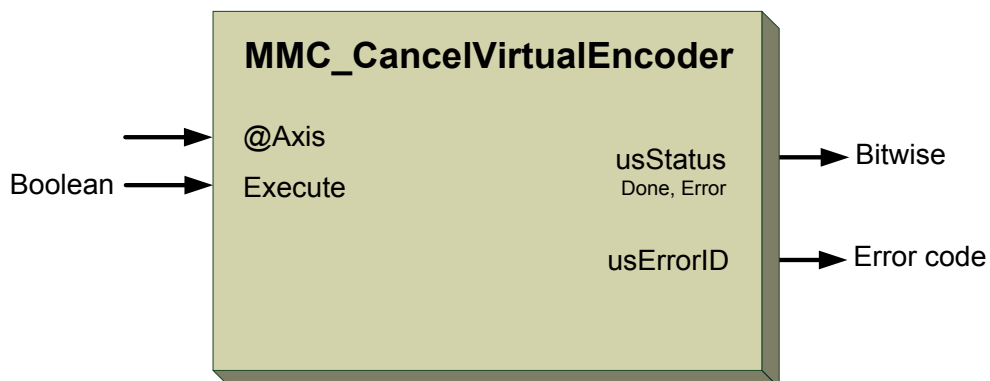 MMC_CancelVirtualEncoder
@Axis
Boolean
Execute
usStatus
Done, Error
Bitwise
usErrorID
Error code